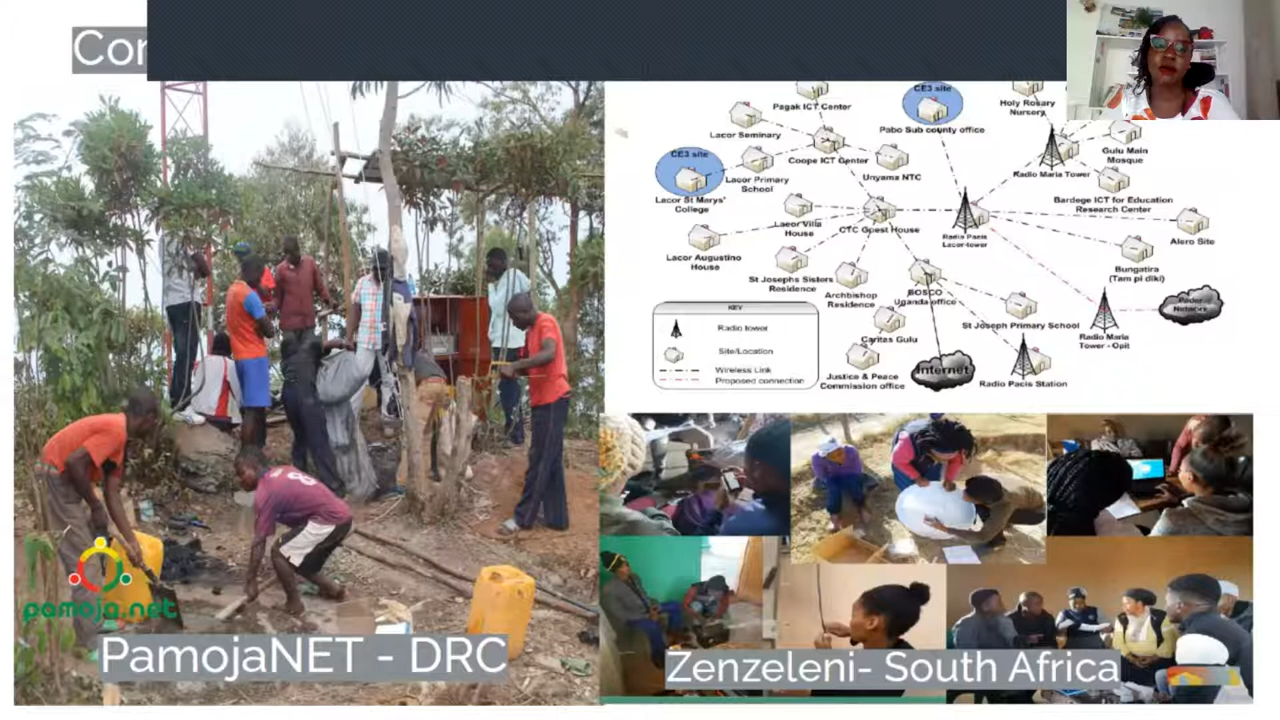 Con
CE3 site
Pagak ICT Center
Holy Rosary
Nursery
Lacor Seminary
Pabo Sub county office
Gulu Main
Mosque
CE3 site
Coope ICT Center
Radio Maria Tower
Lacor Primary
School
Unyama NTC
Lacor St Marys'
College
Bardege ICT for Education
Research Center
Lacor Villa
House
CTC Guest House
Radio Pacis
Lacor tower
Alero Site
Lacor Augustino
House
Bungatira
(Tam pi diki)
St Josephs Sisters
Residence
Archbishop
Residence
BOSCO
Uganda office
Pader
Network
KEY
Radio tower
Site/Location
Wireless Link
Proposed connection
St Joseph Primary School
Caritas Gulu
Radio Maria
Tower - Opit
Justice & Peace
Commission office
Internet
Radio Pacis Station
pamoja.net
PamojaNET - DRC
Zenzeleni- South Africa